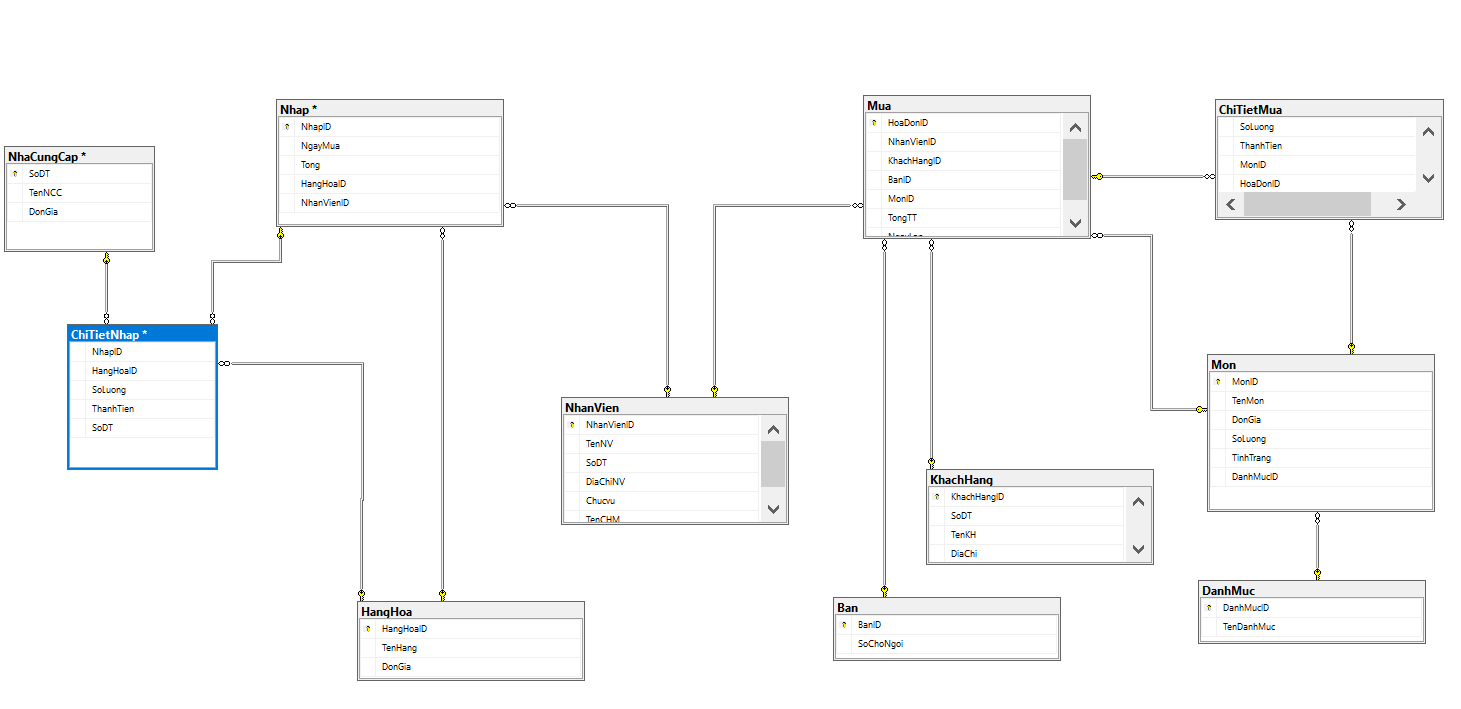 NhaCungCap *
SoDT
TenNCC
DonGia
Nhap *
NhapID
NgayMua
Tong
HangHoaID
NhanVienID
ChiTietNhap *
NhapID
HangHoaID
SoLuong
ThanhTien
SoDT
HangHoa
HangHoaID
TenHang
DonGia
NhanVien
NhanVienID
TenNV
SoDT
DiaChiNV
Chucvu
TenCHM
Mua
HoaDonID
NhanVienID
KhachHangID
BanID
MonID
TongTT
KhachHang
KhachHangID
SoDT
TenKH
DiaChi
Ban
BanID
SoChoNgoi
ChiTietMua
SoLuong
ThanhTien
MonID
HoaDonID
Mon
MonID
TenMon
DonGia
SoLuong
TinhTrang
DanhMucID
DanhMuc
DanhMucID
TenDanhMuc